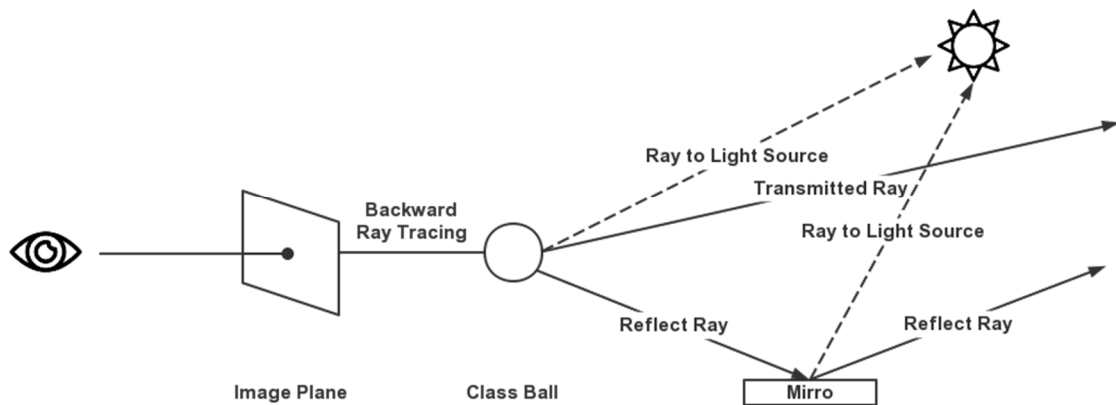 Ray to Light Source
Transmitted Ray
Backward
Ray Tracing
Ray to Light Source
Reflect Ray
Reflect Ray
Image Plane
Class Ball
Mirro